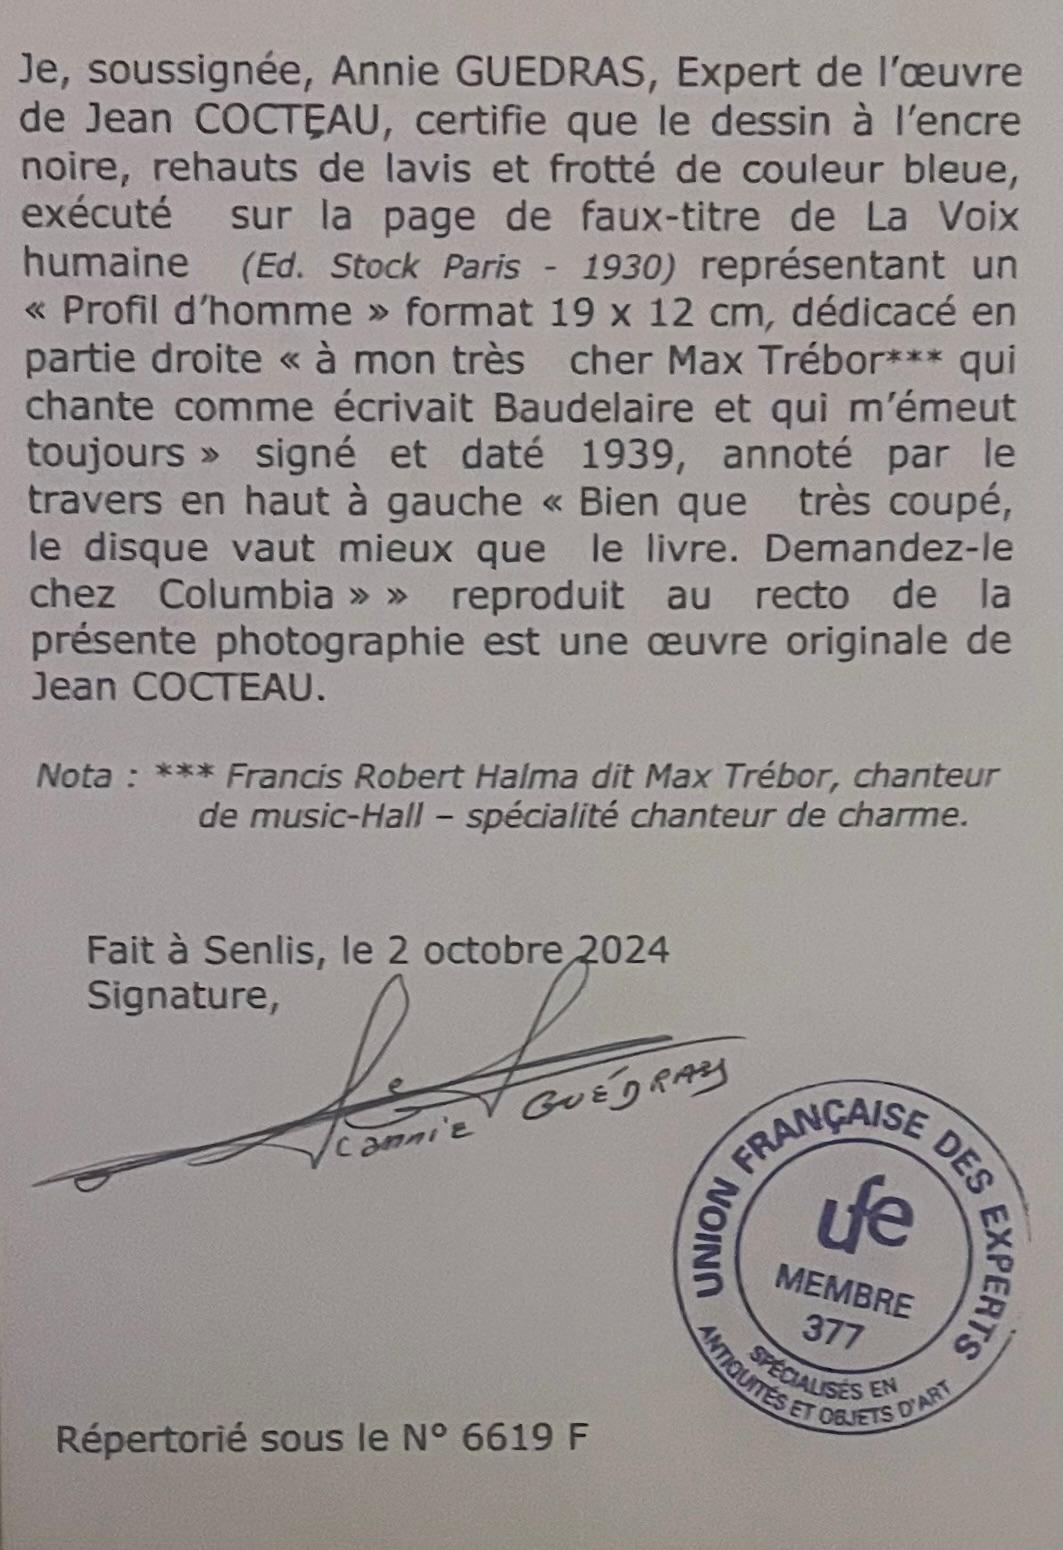 Je, soussignée, Annie GUEDRAS, Expert de l'œuvre
de Jean COCTEAU, certifie que le dessin à l'encre
noire, rehauts de lavis et frotté de couleur bleue,
exécuté sur la page de faux-titre de La Voix
humaine (Ed. Stock Paris - 1930) représentant un
« Profil d'homme » format 19 x 12 cm, dédicacé en
partie droite « à mon très cher Max Trébor*** qui
chante comme écrivait Baudelaire et qui m'émeut
toujours » signé et daté 1939, annoté par le
travers en haut à gauche « Bien que très coupé,
le disque vaut mieux que le livre. Demandez-le
chez Columbia » » reproduit au recto de la
présente photographie est une œuvre originale de
Jean COCTEAU.
Nota : *** Francis Robert Halma dit Max Trébor, chanteur
de music-Hall – spécialité chanteur de charme.
Fait à Senlis, le 2 octobre 2024
Signature,
annie GUÉDRAS
UNION FRANÇAISE DES EXPERTS
ufe
MEMBRE
377
SPÉCIALISÉS EN
ANTIQUITÉS ET OBJETS D'ART
Répertorié sous le N° 6619 F